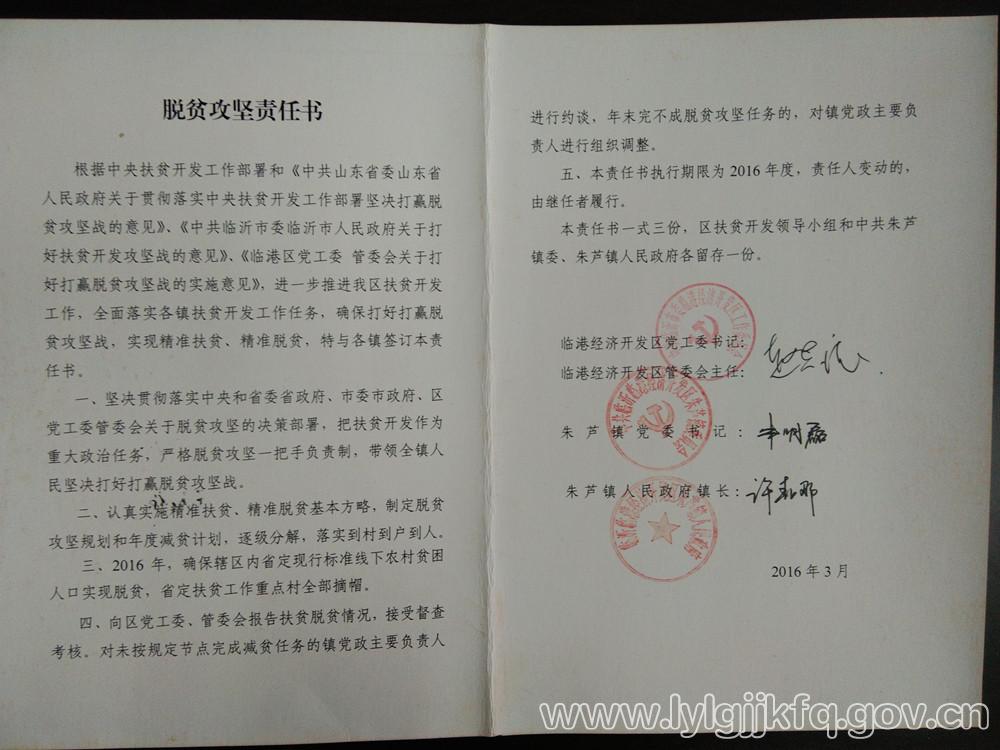 脱贫攻坚责任书
根据中央扶贫开发工作部署和《中共山东省委山东省
人民政府关于贯彻落实中央扶贫开发工作部署坚决打赢脱
贫攻坚战的意见》、《中共临沂市委临沂市人民政府关于打
好扶贫开发攻坚战的意见》、《临港区党工委 管委会关于打
好打赢脱贫攻坚战的实施意见》，进一步推进我区扶贫开发
工作，全面落实各镇扶贫开发工作任务，确保打好打赢脱
贫攻坚战，实现精准扶贫、精准脱贫，特与各镇签订本责
任书。
一、坚决贯彻落实中央和省委省政府、市委市政府、区
党工委管委会关于脱贫攻坚的决策部署，把扶贫开发作为
重大政治任务，严格脱贫攻坚一把手负责制，带领全镇人
民坚决打好打赢脱贫攻坚战。
二、认真实施精准扶贫、精准脱贫基本方略，制定脱贫
攻坚规划和年度减贫计划，逐级分解，落实到村到户到人。
三、2016 年，确保辖区内省定现行标准线下农村贫困
人口实现脱贫，省定扶贫工作重点村全部摘帽。
四、向区党工委、管委会报告扶贫脱贫情况，接受督查
考核。对未按规定节点完成减贫任务的镇党政主要负责人
进行约谈，年末完不成脱贫攻坚任务的，对镇党政主要负
责人进行组织调整。
五、本责任书执行期限为 2016 年度，责任人变动的，
由继任者履行。
本责任书一式三份，区扶贫开发领导小组和中共朱芦
镇委、朱芦镇人民政府各留存一份。
临港经济开发区党工委书记：
临港经济开发区管委会主任：
朱芦镇党委书记：
朱芦镇人民政府镇长：
2016 年 3 月
www.lylgjjkfq.gov.cn